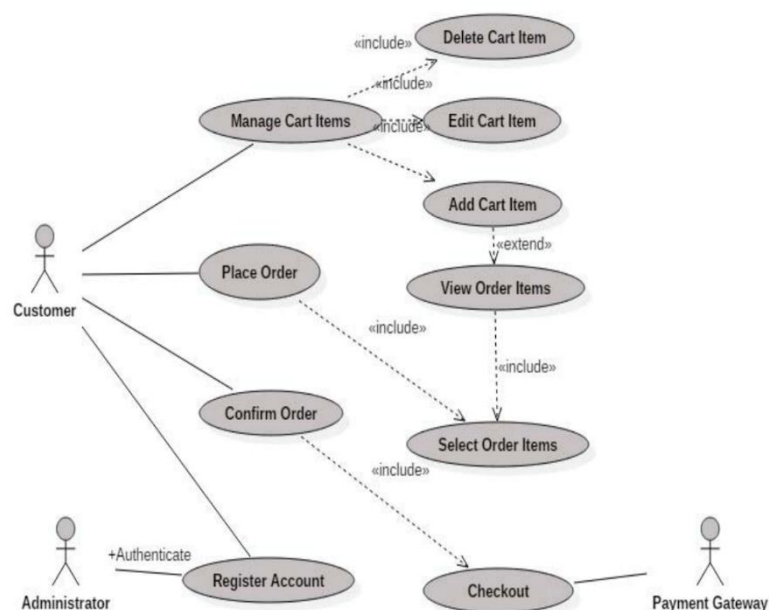 Delete Cart Item
«include»
«include»
Manage Cart Items
«include»
Edit Cart Item
Add Cart Item
«extend»
Place Order
View Order Items
Customer
«include»
«include»
Confirm Order
Select Order Items
«include»
+Authenticate
Register Account
Checkout
Administrator
Payment Gateway